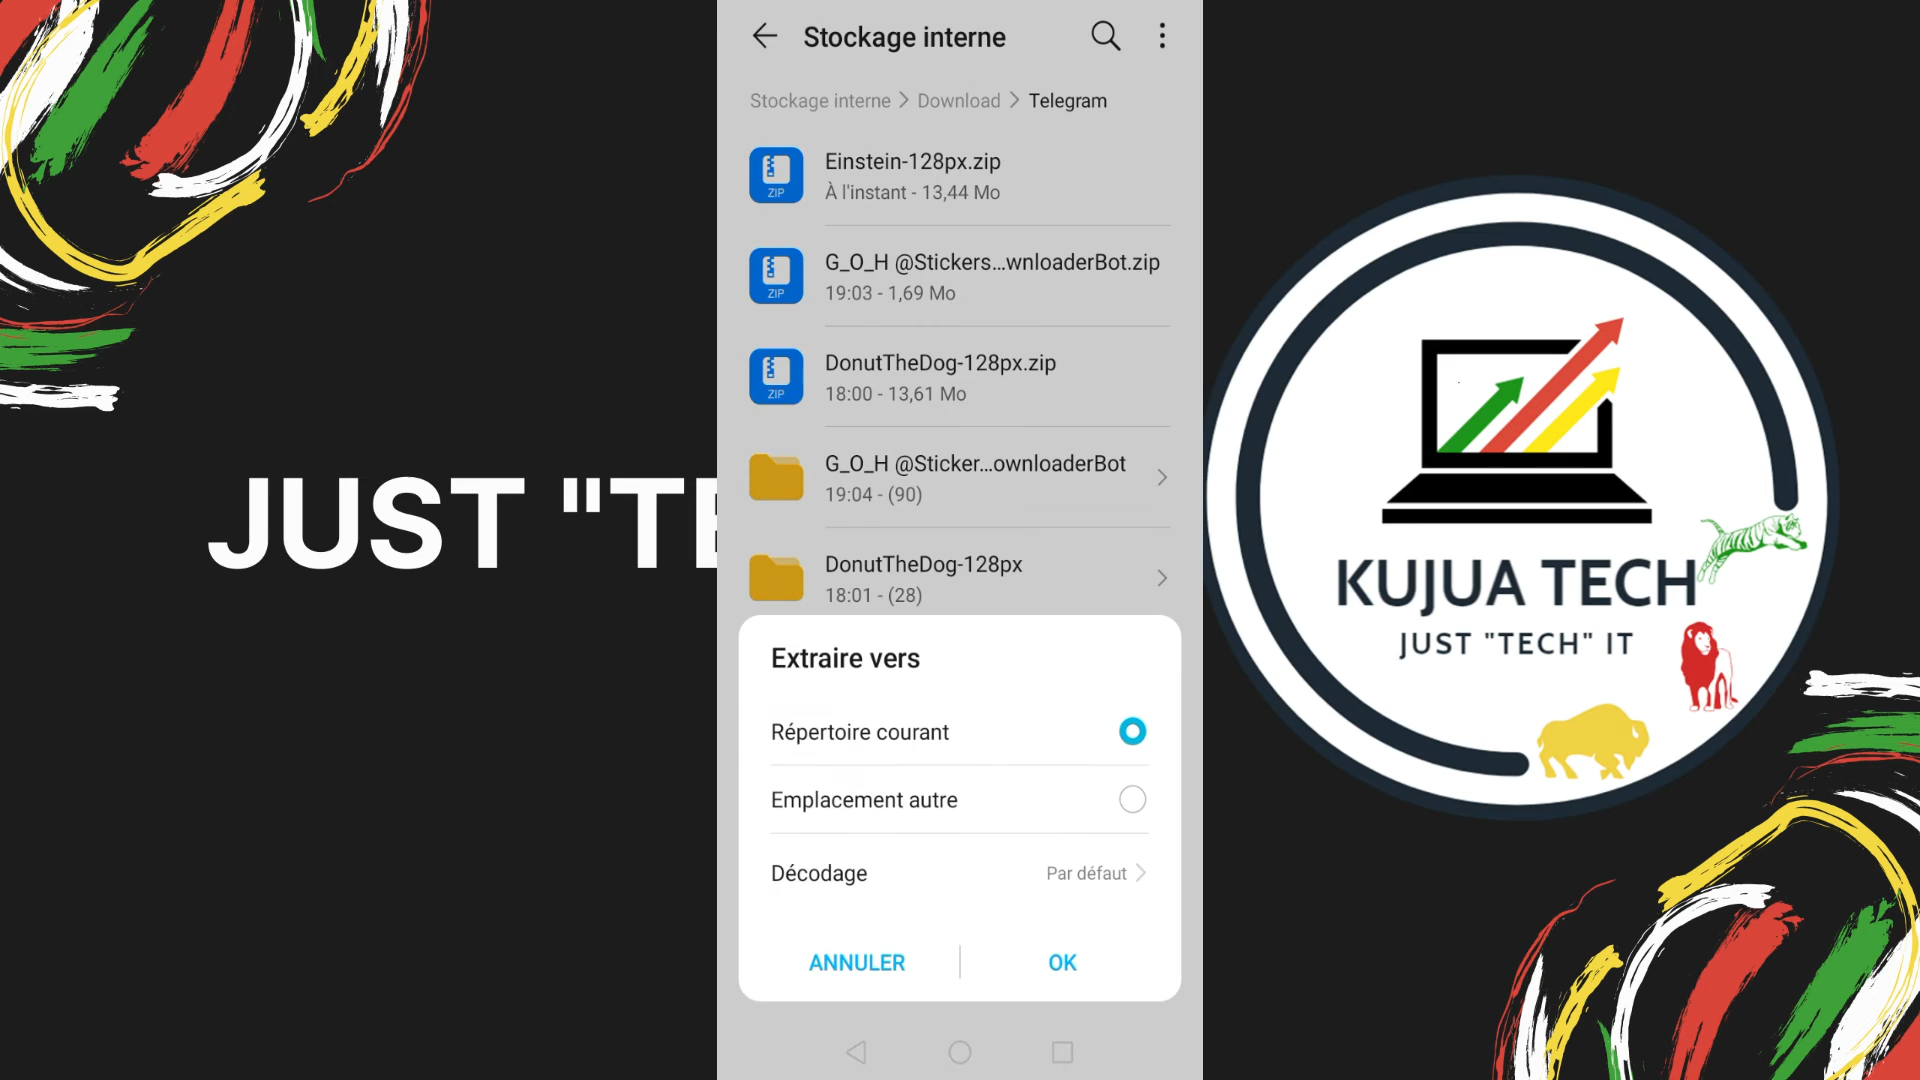 Stockage interne
Stockage interne > Download > Telegram
Einstein-128px.zip
À l'instant - 13,44 Mo
ZIP
G_O_H @Stickers...wnloaderBot.zip
19:03 - 1,69 Mo
ZIP
DonutTheDog-128px.zip
18:00 - 13,61 Mo
ZIP
G_O_H @Sticker...ownloaderBot
19:04 - (90)
DonutTheDog-128px
18:01 - (28)
Extraire vers
Répertoire courant
Emplacement autre
Décodage Par défaut
ANNULER OK
JUST "TE
KUJUA TECH
JUST "TECH" IT